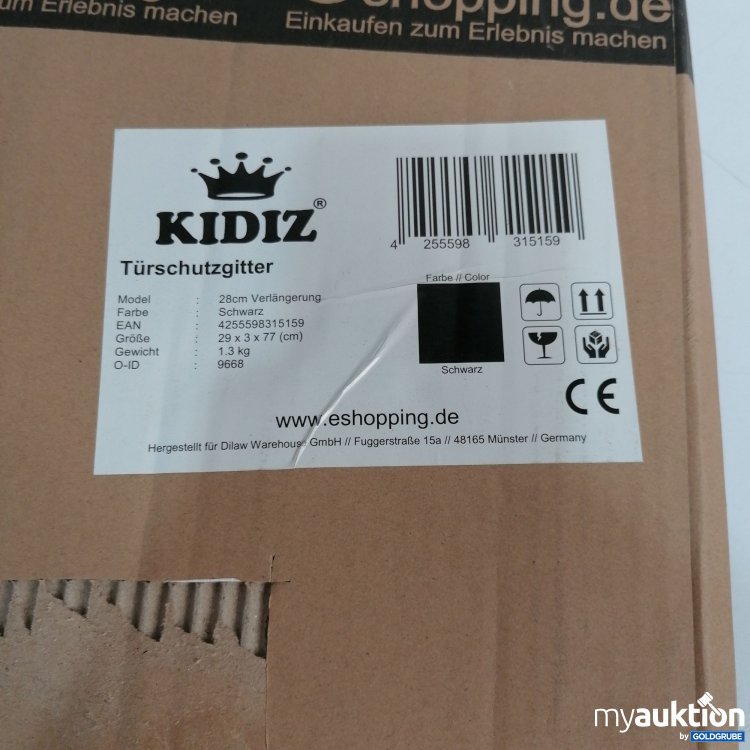 um Erlebnis machen
eshopping.de
Einkaufen zum Erlebnis machen
KIDIZ®
Türschutzgitter
Model : 28cm Verlängerung
Farbe : Schwarz
EAN : 4255598315159
Größe : 29 x 3 x 77 (cm)
Gewicht : 1.3 kg
O-ID : 9668
4 255598 315159
Farbe // Color
Schwarz
CE
www.eshopping.de
Hergestellt für Dilaw Warehouse GmbH // Fuggerstraße 15a // 48165 Münster // Germany
myauktion
by GOLDGRUBE